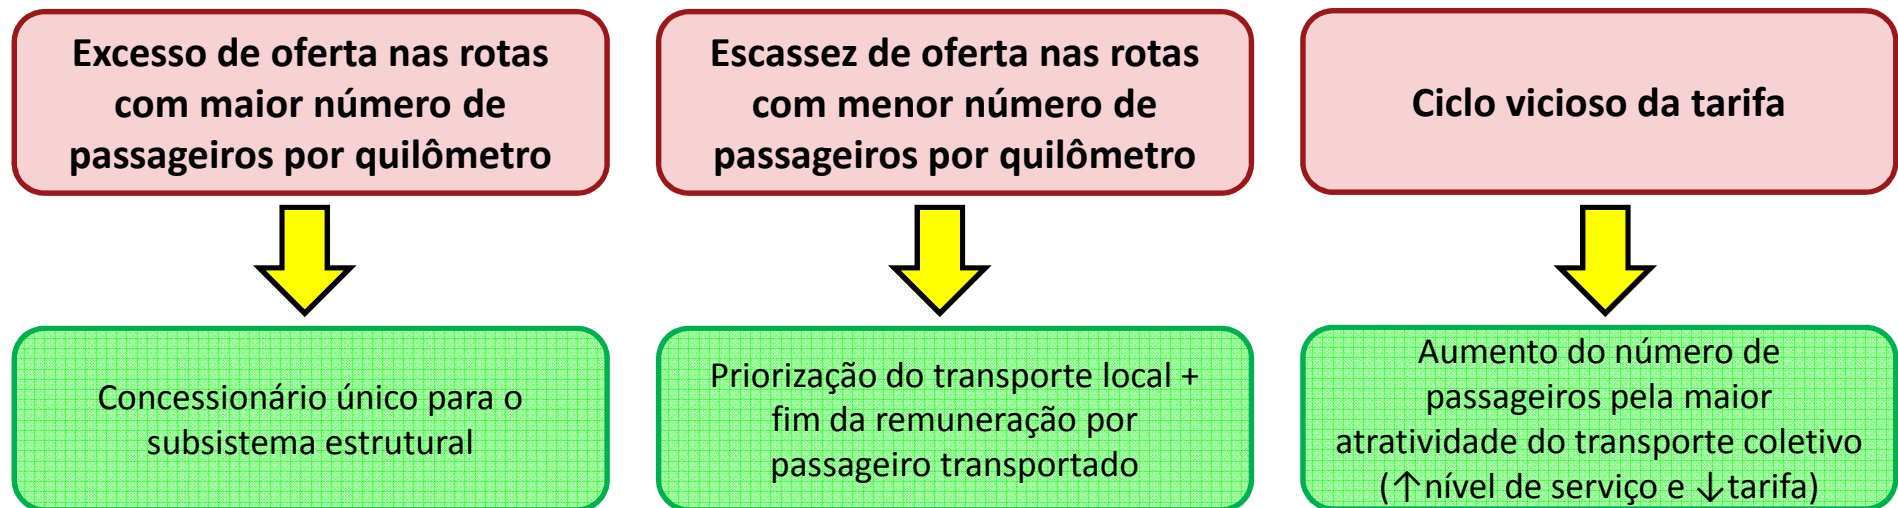 Excesso de oferta nas rotas
com maior número de
passageiros por quilômetro
Escassez de oferta nas rotas
com menor número de
passageiros por quilômetro
Ciclo vicioso da tarifa
Concessionário único para o
subsistema estrutural
Priorização do transporte local +
fim da remuneração por
passageiro transportado
Aumento do número de
passageiros pela maior
atratividade do transporte coletivo
(↑nível de serviço e ↓tarifa)